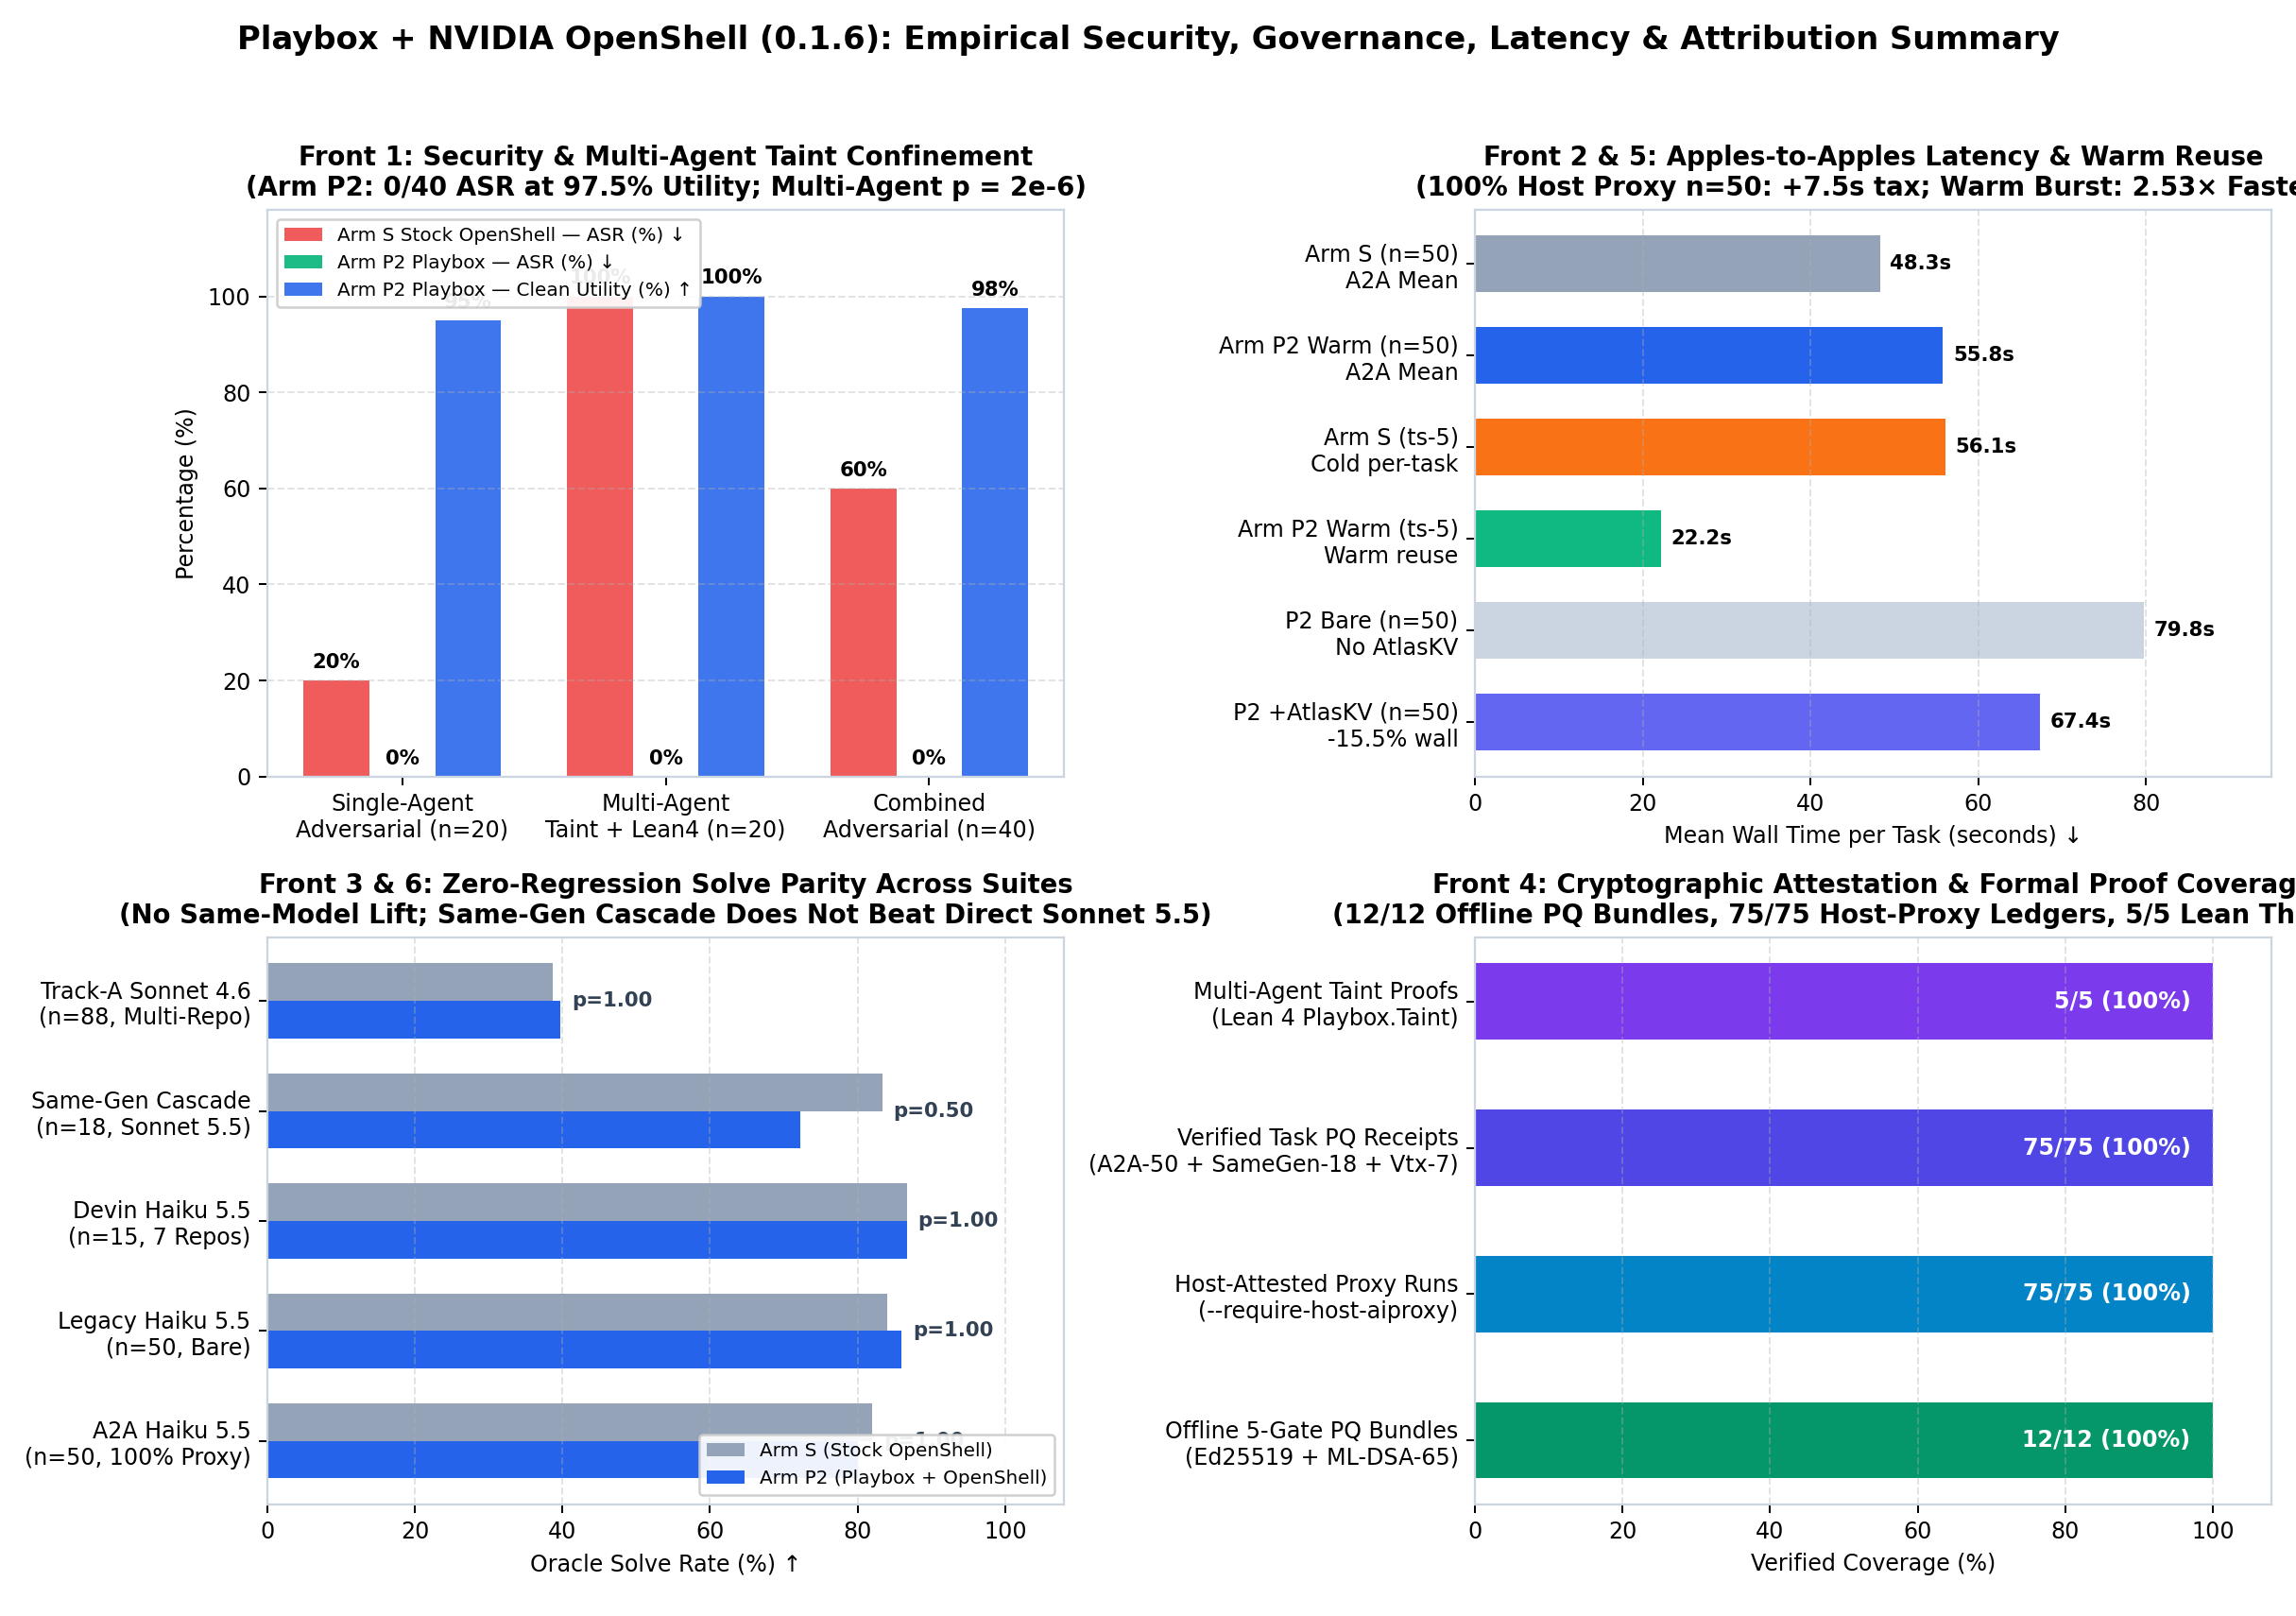 Playbox + NVIDIA OpenShell (0.1.6): Empirical Security, Governance, Latency & Attribution Summary
Front 1: Security & Multi-Agent Taint Confinement
(Arm P2: 0/40 ASR at 97.5% Utility; Multi-Agent p = 2e-6)
Arm S Stock OpenShell — ASR (%) ↓
Arm P2 Playbox — ASR (%) ↓
Arm P2 Playbox — Clean Utility (%) ↑
Percentage (%)
100
80
60
40
20
0
20%
0%
95%
100%
0%
100%
60%
0%
98%
Single-Agent
Adversarial (n=20)
Multi-Agent
Taint + Lean4 (n=20)
Combined
Adversarial (n=40)
Front 2 & 5: Apples-to-Apples Latency & Warm Reuse
(100% Host Proxy n=50: +7.5s tax; Warm Burst: 2.53× Faste
Arm S (n=50)
A2A Mean
48.3s
Arm P2 Warm (n=50)
A2A Mean
55.8s
Arm S (ts-5)
Cold per-task
56.1s
Arm P2 Warm (ts-5)
Warm reuse
22.2s
P2 Bare (n=50)
No AtlasKV
79.8s
P2 +AtlasKV (n=50)
-15.5% wall
67.4s
0 20 40 60 80
Mean Wall Time per Task (seconds) ↓
Front 3 & 6: Zero-Regression Solve Parity Across Suites
(No Same-Model Lift; Same-Gen Cascade Does Not Beat Direct Sonnet 5.5)
Track-A Sonnet 4.6
(n=88, Multi-Repo)
p=1.00
Same-Gen Cascade
(n=18, Sonnet 5.5)
p=0.50
Devin Haiku 5.5
(n=15, 7 Repos)
p=1.00
Legacy Haiku 5.5
(n=50, Bare)
p=1.00
A2A Haiku 5.5
(n=50, 100% Proxy)
p=1.00
Arm S (Stock OpenShell)
Arm P2 (Playbox + OpenShell)
0 20 40 60 80 100
Oracle Solve Rate (%) ↑
Front 4: Cryptographic Attestation & Formal Proof Coverag
(12/12 Offline PQ Bundles, 75/75 Host-Proxy Ledgers, 5/5 Lean Th
Multi-Agent Taint Proofs
(Lean 4 Playbox.Taint)
5/5 (100%)
Verified Task PQ Receipts
(A2A-50 + SameGen-18 + Vtx-7)
75/75 (100%)
Host-Attested Proxy Runs
(--require-host-aiproxy)
75/75 (100%)
Offline 5-Gate PQ Bundles
(Ed25519 + ML-DSA-65)
12/12 (100%)
0 20 40 60 80 100
Verified Coverage (%)